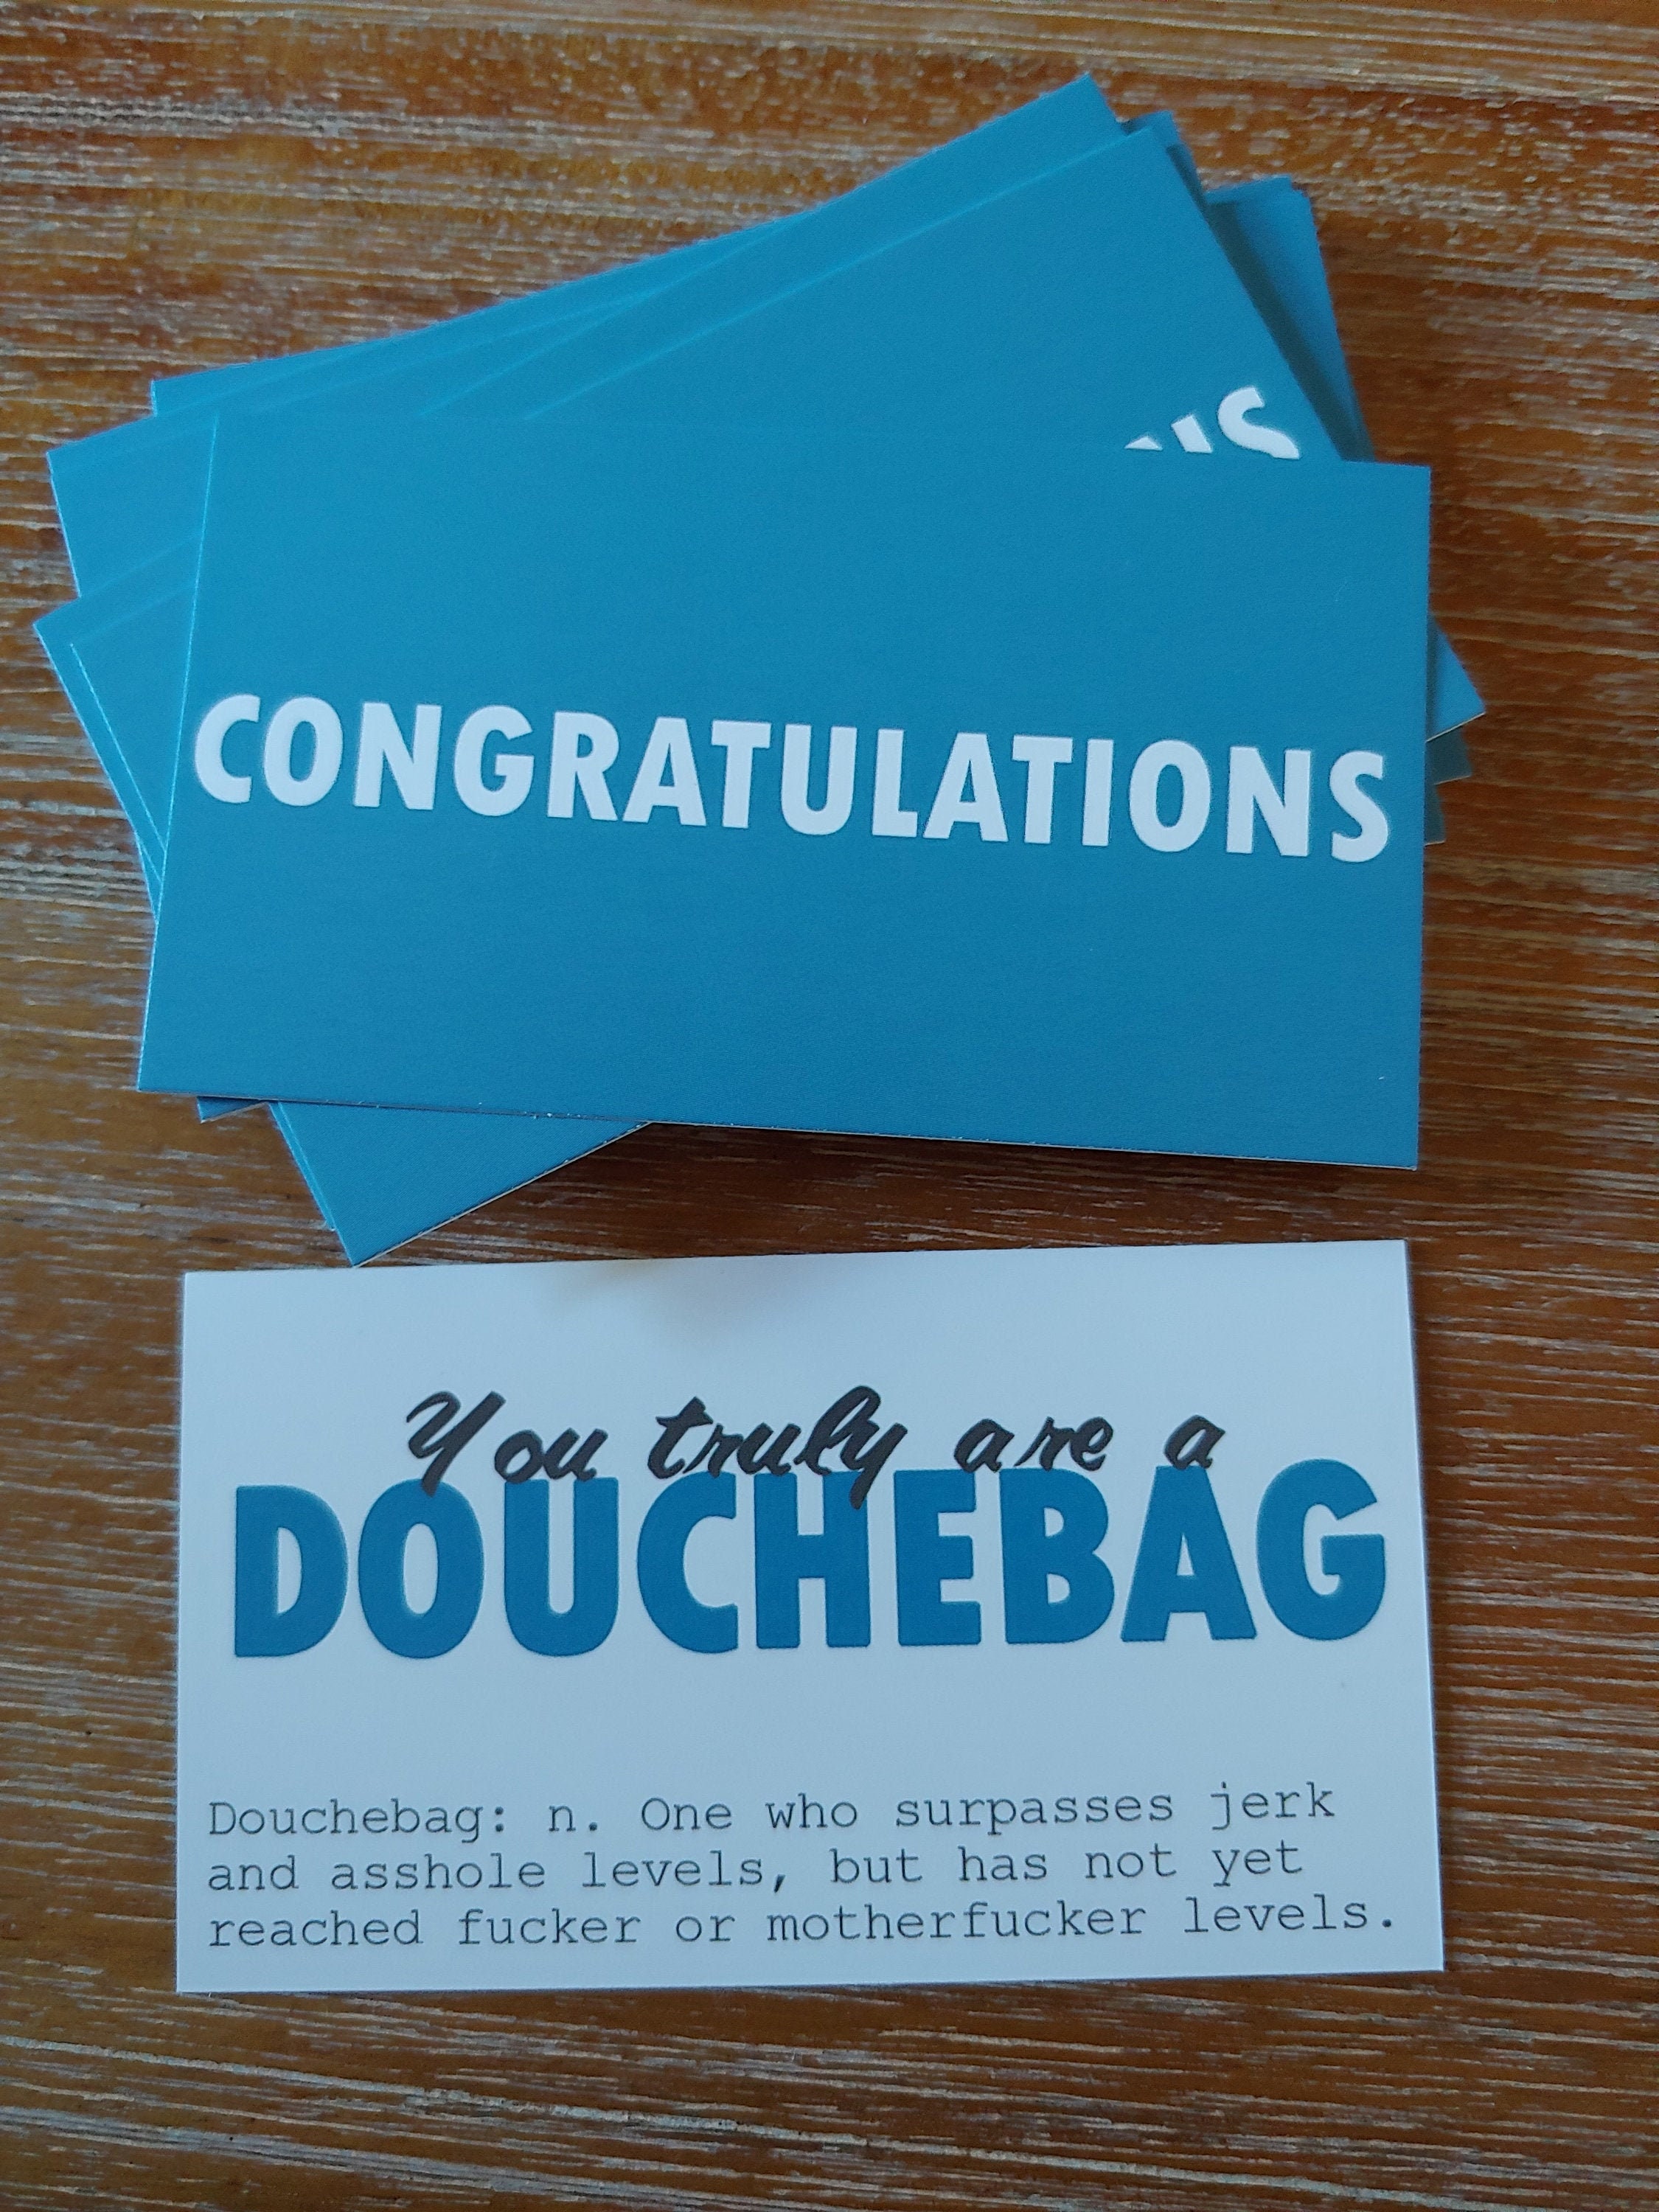 CONGRATULATIONS
You truly are a
DOUCHEBAG
Douchebag: n. One who surpasses jerk
and asshole levels, but has not yet
reached fucker or motherfucker levels.